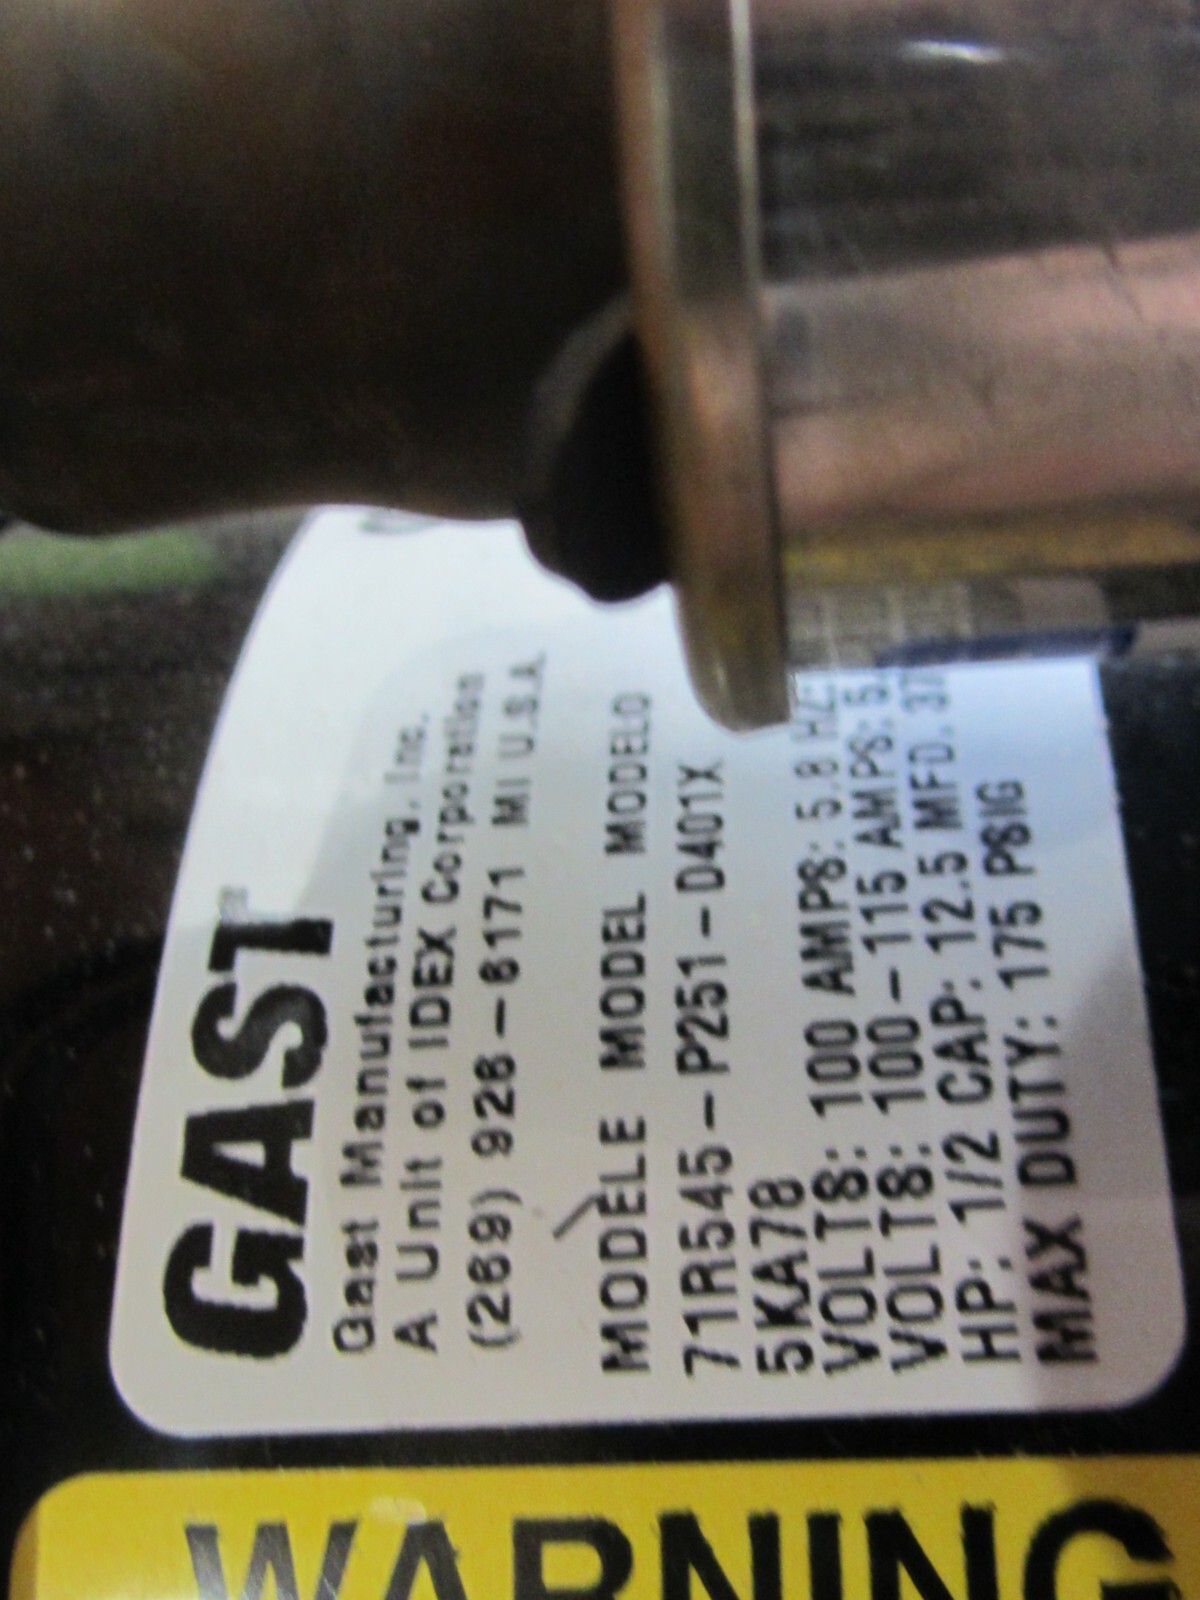 GAST
Gast Manufacturing, Inc.
A Unit of IDEX Corporation
(269) 926-6171 MI U.S.A.
MODELE MODEL MODELO
71R545-P251-D401X
5KA78
VOLTS: 100 AMPS: 5.8
VOLTS: 100-115 AMPS:
HP: 1/2 CAP: 12.5 MFD.
MAX DUTY: 175 PSIG
WARNING